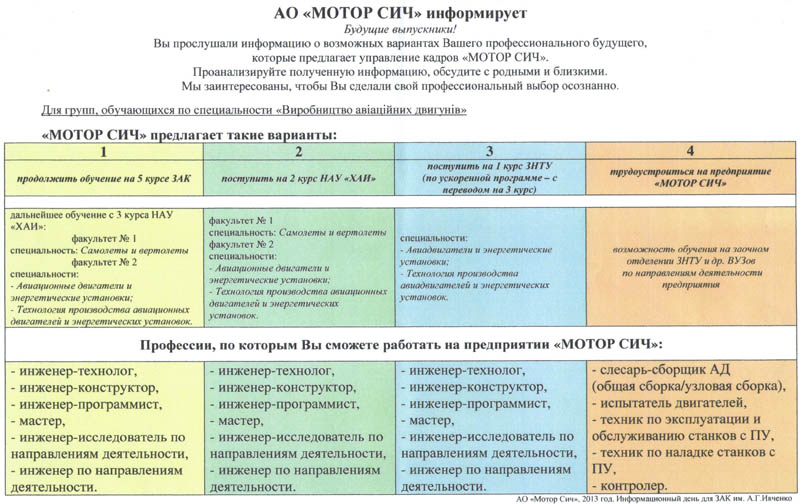 АО «МОТОР СИЧ» информирует
Будущие выпускники!
Вы прослушали информацию о возможных вариантах Вашего профессионального будущего,
которые предлагает управление кадров «МОТОР СИЧ».
Проанализируйте полученную информацию, обсудите с родными и близкими.
Мы заинтересованы, чтобы Вы сделали свой профессиональный выбор осознанно.
Для групп, обучающихся по специальности «Виробництво авіаційних двигунів»
«МОТОР СИЧ» предлагает такие варианты:
1
продолжить обучение на 5 курсе ЗАК
2
поступить на 2 курс НАУ «ХАИ»
3
поступить на 1 курс ЗНТУ
(по ускоренной программе – с
переводом на 3 курс)
4
трудоустроиться на предприятие
«МОТОР СИЧ»
дальнейшее обучение с 3 курса НАУ
«ХАИ»:
факультет № 1
специальность: Самолеты и вертолеты
факультет № 2
специальности:
- Авиационные двигатели и
энергетические установки;
- Технология производства авиационных
двигателей и энергетических установок.
факультет № 1
специальность: Самолеты и вертолеты
факультет № 2
специальности:
- Авиационные двигатели и
энергетические установки;
- Технология производства авиационных
двигателей и энергетических
установок.
специальности:
- Авиадвигатели и энергетические
установки;
- Технология производства
авиадвигателей и энергетических
установок.
возможность обучения на заочном
отделении ЗНТУ и др. ВУЗов
по направлениям деятельности
предприятия
Профессии, по которым Вы сможете работать на предприятии «МОТОР СИЧ»:
- инженер-технолог,
- инженер-конструктор,
- инженер-программист,
- мастер,
- инженер-исследователь по
направлениям деятельности,
- инженер по направлениям
деятельности.
- инженер-технолог,
- инженер-конструктор,
- инженер-программист,
- мастер,
- инженер-исследователь по
направлениям деятельности,
- инженер по направлениям
деятельности.
- инженер-технолог,
- инженер-конструктор,
- инженер-программист,
- мастер,
- инженер-исследователь по
направлениям деятельности,
- инженер по направлениям
деятельности.
- слесарь-сборщик АД
(общая сборка/узловая сборка),
- испытатель двигателей,
- техник по эксплуатации и
обслуживанию станков с ПУ,
- техник по наладке станков с
ПУ,
- контролер.
АО «Мотор Сич», 2013 год. Информационный день для ЗАК им. А.Г.Ивченко